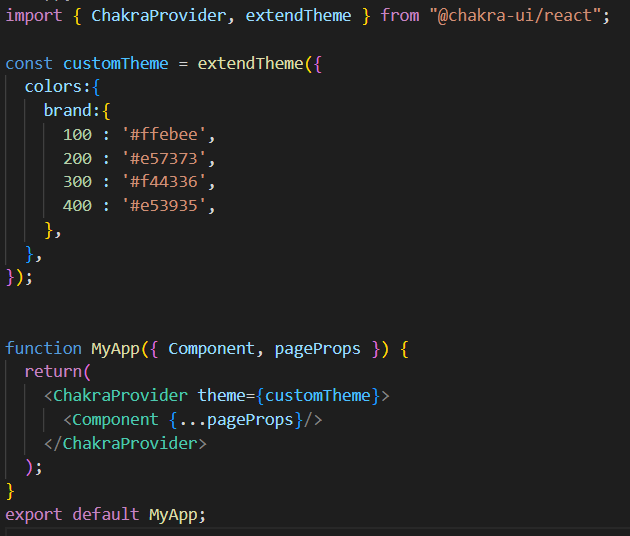 import { ChakraProvider, extendTheme } from "@chakra-ui/react";
const customTheme = extendTheme({
colors:{
brand:{
100 : '#ffebee',
200 : '#e57373',
300 : '#f44336',
400 : '#e53935',
},
},
});
function MyApp({ Component, pageProps }) {
return(
<ChakraProvider theme={customTheme}>
<Component {...pageProps}/>
</ChakraProvider>
);
}
export default MyApp;